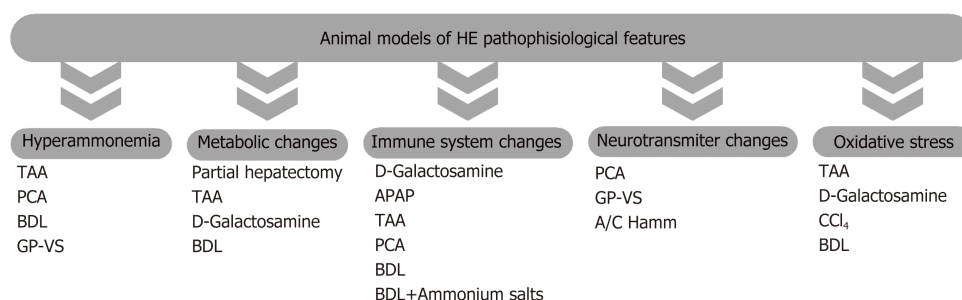 Animal models of HE pathophisiological features
Hyperammonemia
TAA
PCA
BDL
GP-VS
Metabolic changes
Partial hepatectomy
TAA
D-Galactosamine
BDL
Immune system changes
D-Galactosamine
APAP
TAA
PCA
BDL
BDL+Ammonium salts
Neurotransmiter changes
PCA
GP-VS
A/C Hamm
Oxidative stress
TAA
D-Galactosamine
CCl₄
BDL